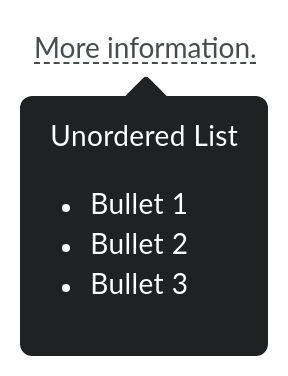 More information.
Unordered List
• Bullet 1
• Bullet 2
• Bullet 3